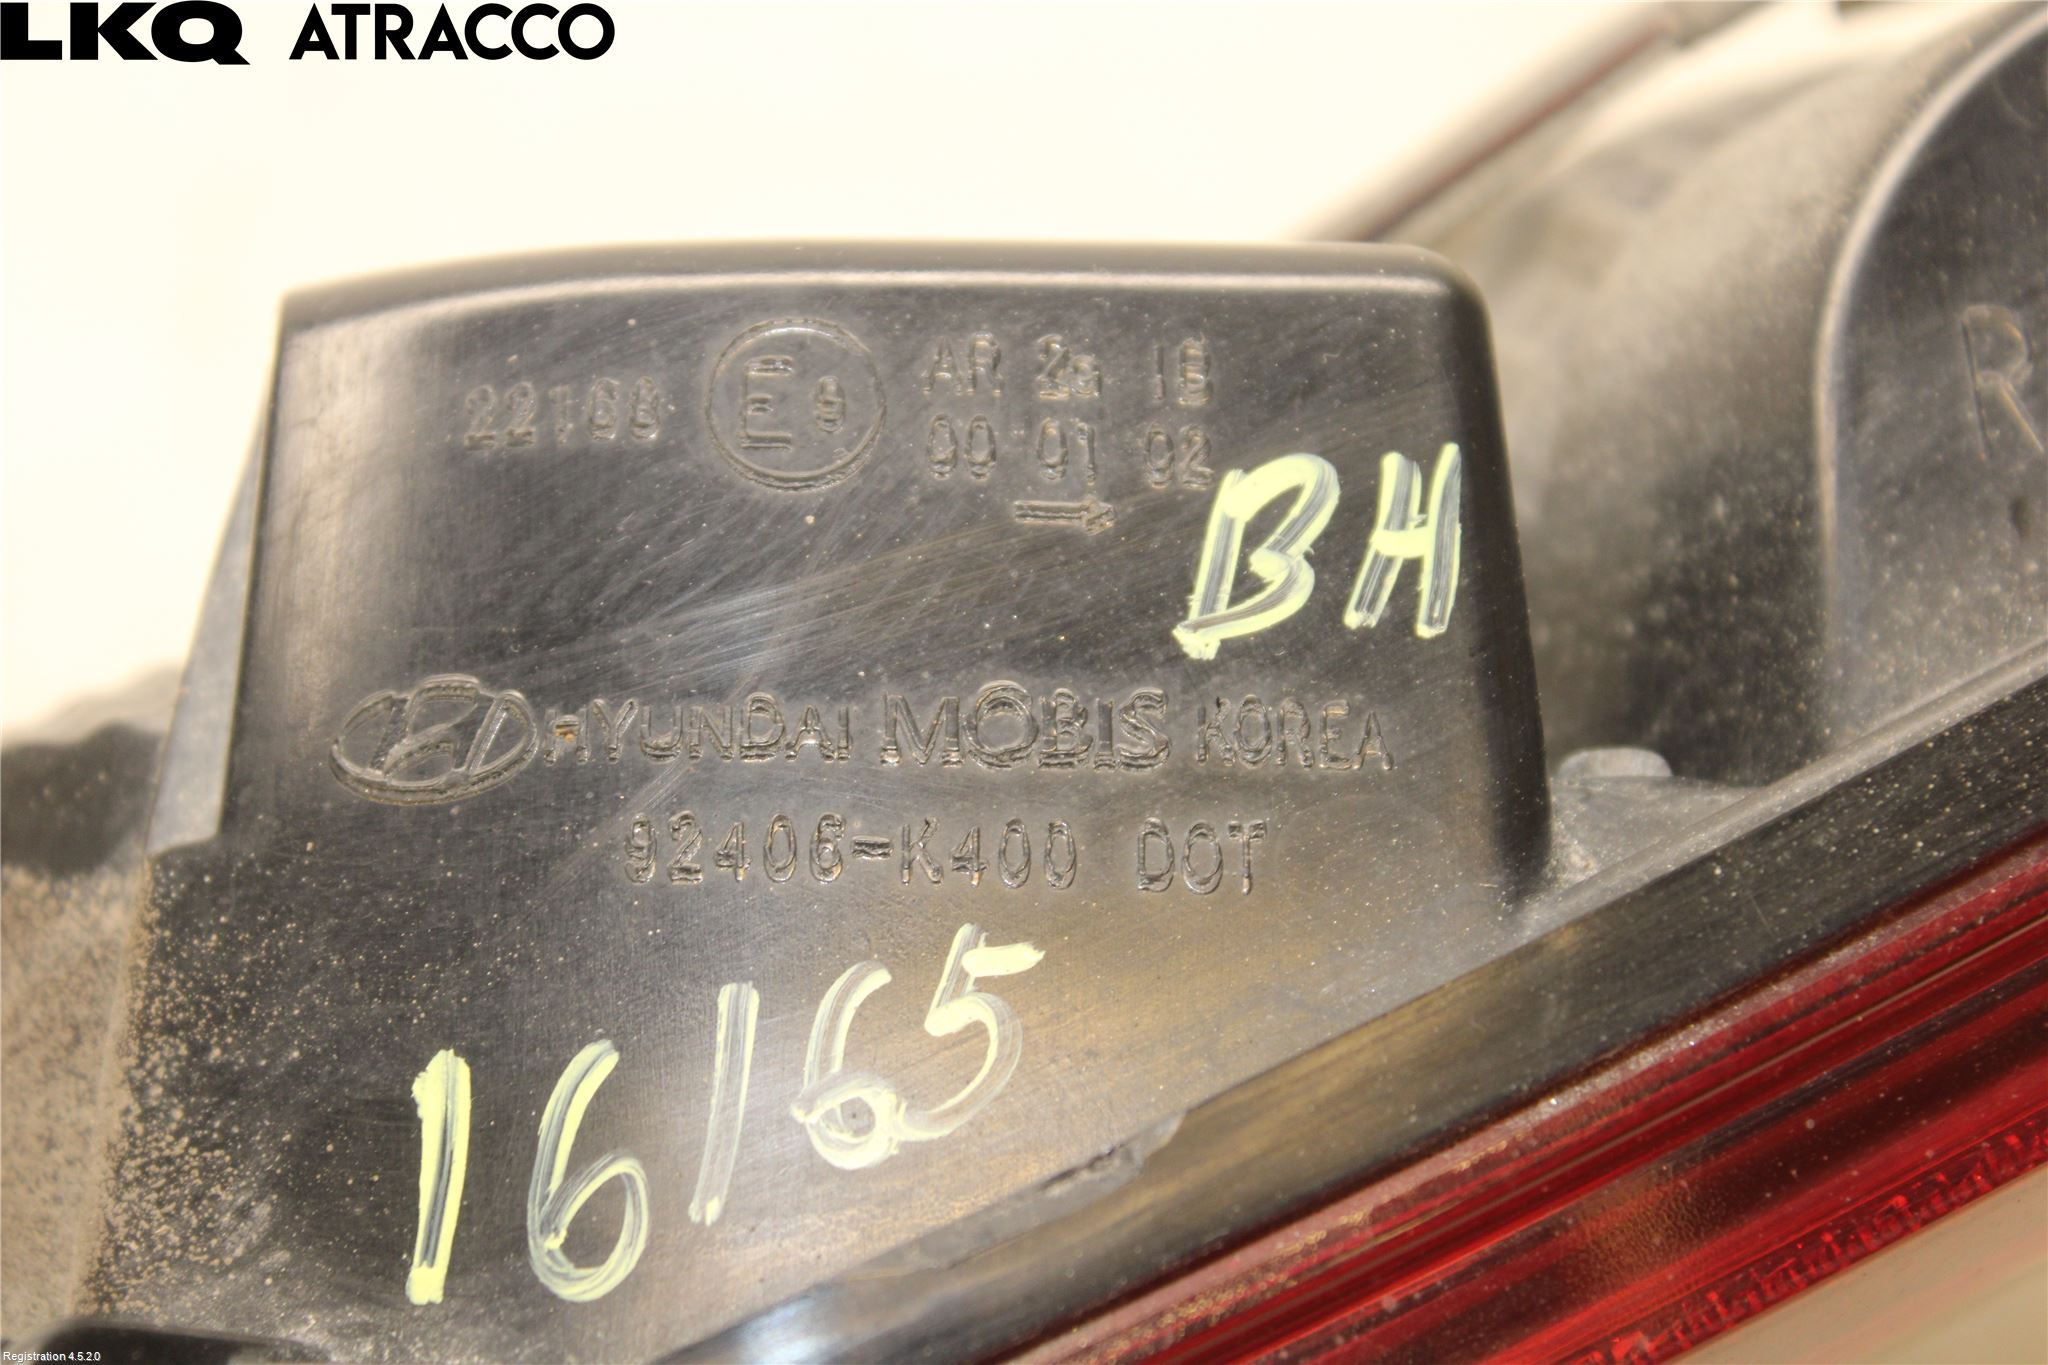 LKQ ATRACCO
22168 E9 AR 2a IB
00 01 02
→
BH
R
HYUNDAI MOBIS KOREA
92406-K400 DOT
16165
Registration 4.5.2.0